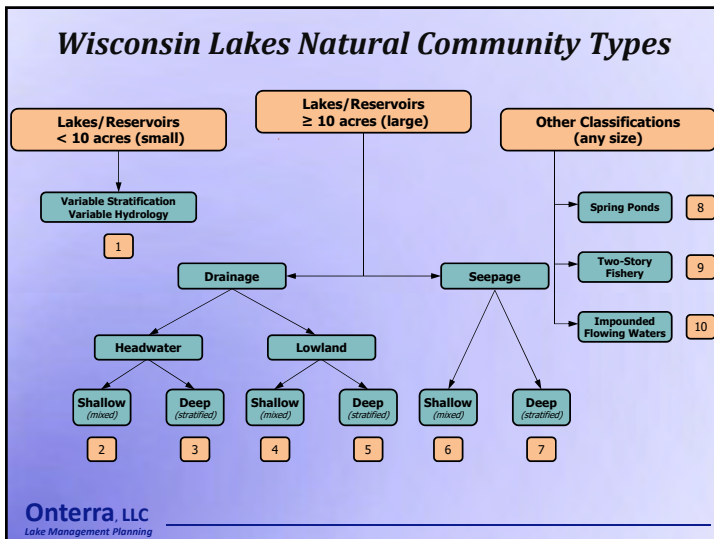 Wisconsin Lakes Natural Community Types
Lakes/Reservoirs
< 10 acres (small)
Lakes/Reservoirs
≥ 10 acres (large)
Other Classifications
(any size)
Variable Stratification
Variable Hydrology
1
Spring Ponds
8
Drainage
Seepage
Two-Story
Fishery
9
Headwater
Lowland
Impounded
Flowing Waters
10
Shallow
(mixed)
Deep
(stratified)
Shallow
(mixed)
Deep
(stratified)
Shallow
(mixed)
Deep
(stratified)
2
3
4
5
6
7
Onterra, LLC
Lake Management Planning